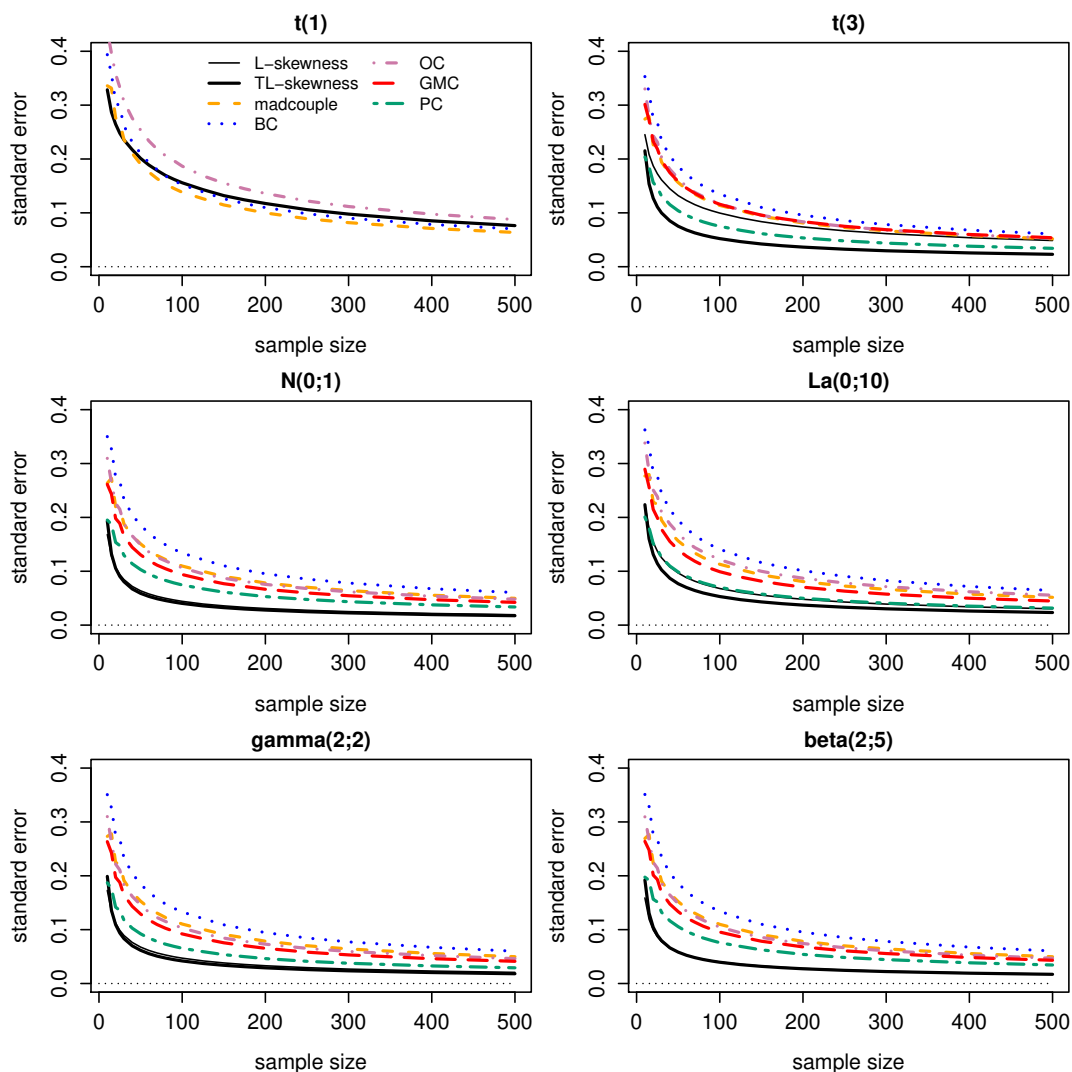 t(1)
standard error
0.0 0.1 0.2 0.3 0.4
L−skewness
TL−skewness
madcouple
BC
OC
GMC
PC
0 100 200 300 400 500
sample size
t(3)
standard error
0.0 0.1 0.2 0.3 0.4
0 100 200 300 400 500
sample size
N(0;1)
standard error
0.0 0.1 0.2 0.3 0.4
0 100 200 300 400 500
sample size
La(0;10)
standard error
0.0 0.1 0.2 0.3 0.4
0 100 200 300 400 500
sample size
gamma(2;2)
standard error
0.0 0.1 0.2 0.3 0.4
0 100 200 300 400 500
sample size
beta(2;5)
standard error
0.0 0.1 0.2 0.3 0.4
0 100 200 300 400 500
sample size